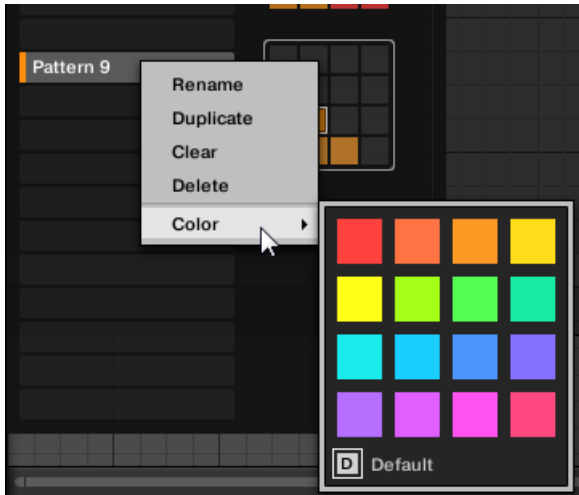 Pattern 9
Rename
Duplicate
Clear
Delete
Color
D Default